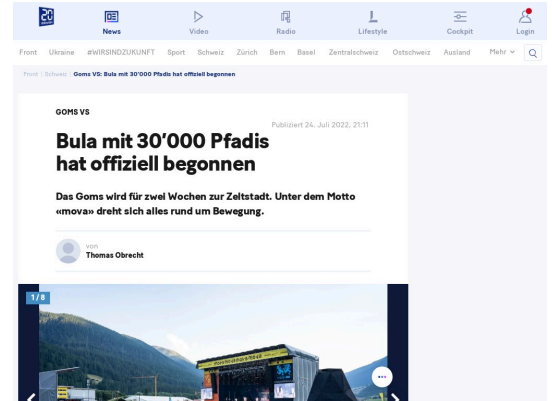 20
News
Video
Radio
Lifestyle
Cockpit
Login
Front Ukraine #WIRSINDZUKUNFT Sport Schweiz Zürich Bern Basel Zentralschweiz Ostschweiz Ausland Mehr
Front | Schweiz | Goms VS: Bula mit 30'000 Pfadis hat offiziell begonnen
GOMS VS
Publiziert 24. Juli 2022, 21:11
Bula mit 30'000 Pfadis
hat offiziell begonnen
Das Goms wird für zwei Wochen zur Zeltstadt. Unter dem Motto
«mova» dreht sich alles rund um Bewegung.
von
Thomas Obrecht
1/8